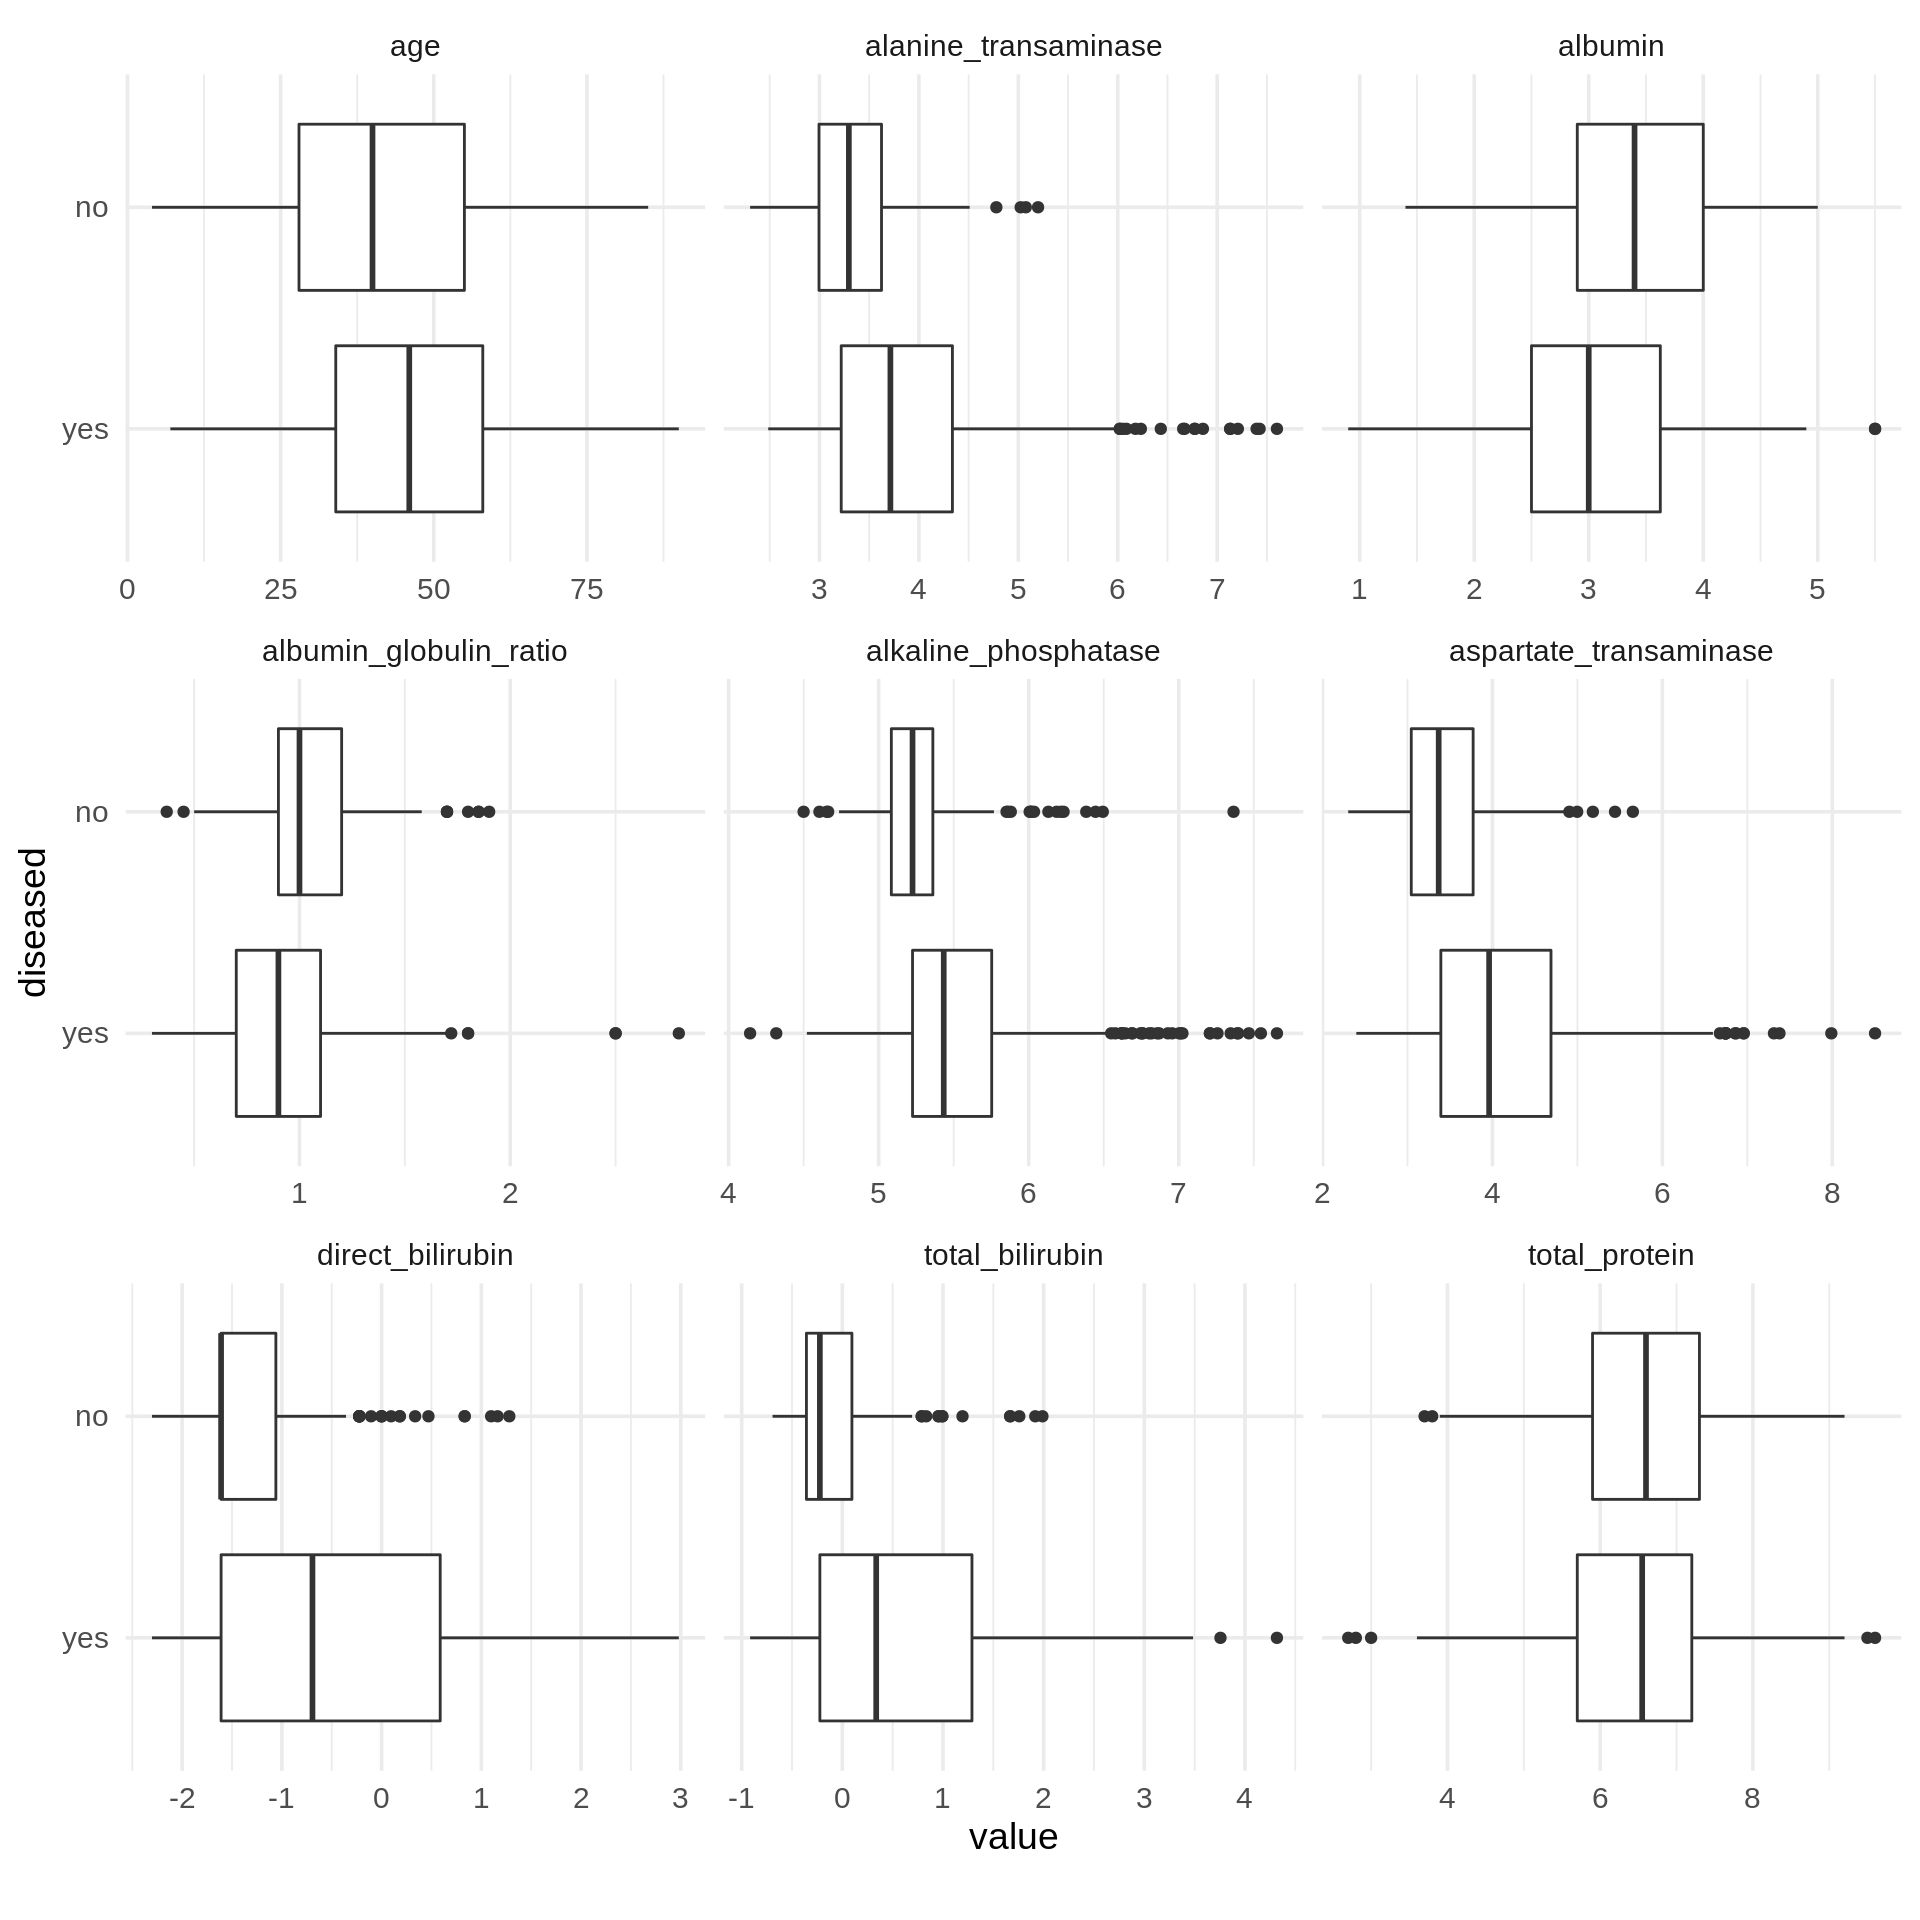 age alanine_transaminase albumin
no
yes
0 25 50 75 3 4 5 6 7 1 2 3 4 5
albumin_globulin_ratio alkaline_phosphatase aspartate_transaminase
no
diseased
yes
1 2 4 5 6 7 2 4 6 8
direct_bilirubin total_bilirubin total_protein
no
yes
-2 -1 0 1 2 3 -1 0 1 2 3 4 4 6 8
value